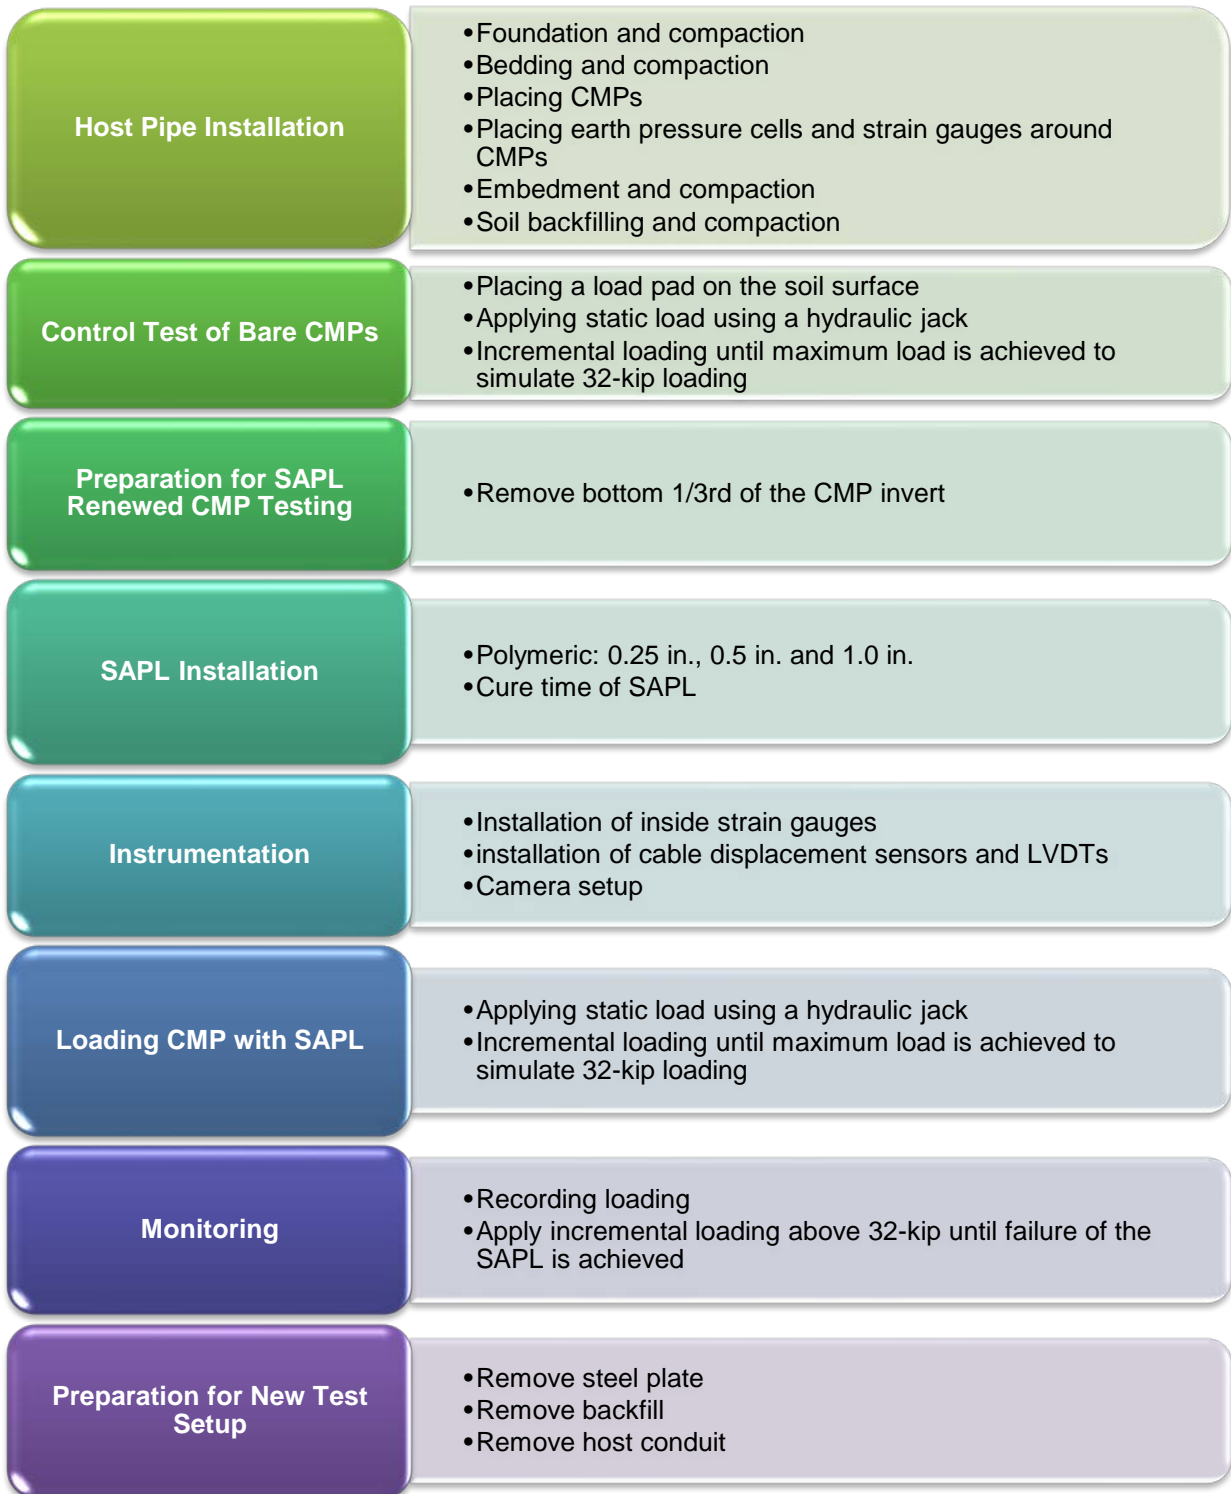 Host Pipe Installation
•Foundation and compaction
•Bedding and compaction
•Placing CMPs
•Placing earth pressure cells and strain gauges around
CMPs
•Embedment and compaction
•Soil backfilling and compaction
Control Test of Bare CMPs
•Placing a load pad on the soil surface
•Applying static load using a hydraulic jack
•Incremental loading until maximum load is achieved to
simulate 32-kip loading
Preparation for SAPL
Renewed CMP Testing
•Remove bottom 1/3rd of the CMP invert
SAPL Installation
•Polymeric: 0.25 in., 0.5 in. and 1.0 in.
•Cure time of SAPL
Instrumentation
•Installation of inside strain gauges
•installation of cable displacement sensors and LVDTs
•Camera setup
Loading CMP with SAPL
•Applying static load using a hydraulic jack
•Incremental loading until maximum load is achieved to
simulate 32-kip loading
Monitoring
•Recording loading
•Apply incremental loading above 32-kip until failure of the
SAPL is achieved
Preparation for New Test
Setup
•Remove steel plate
•Remove backfill
•Remove host conduit